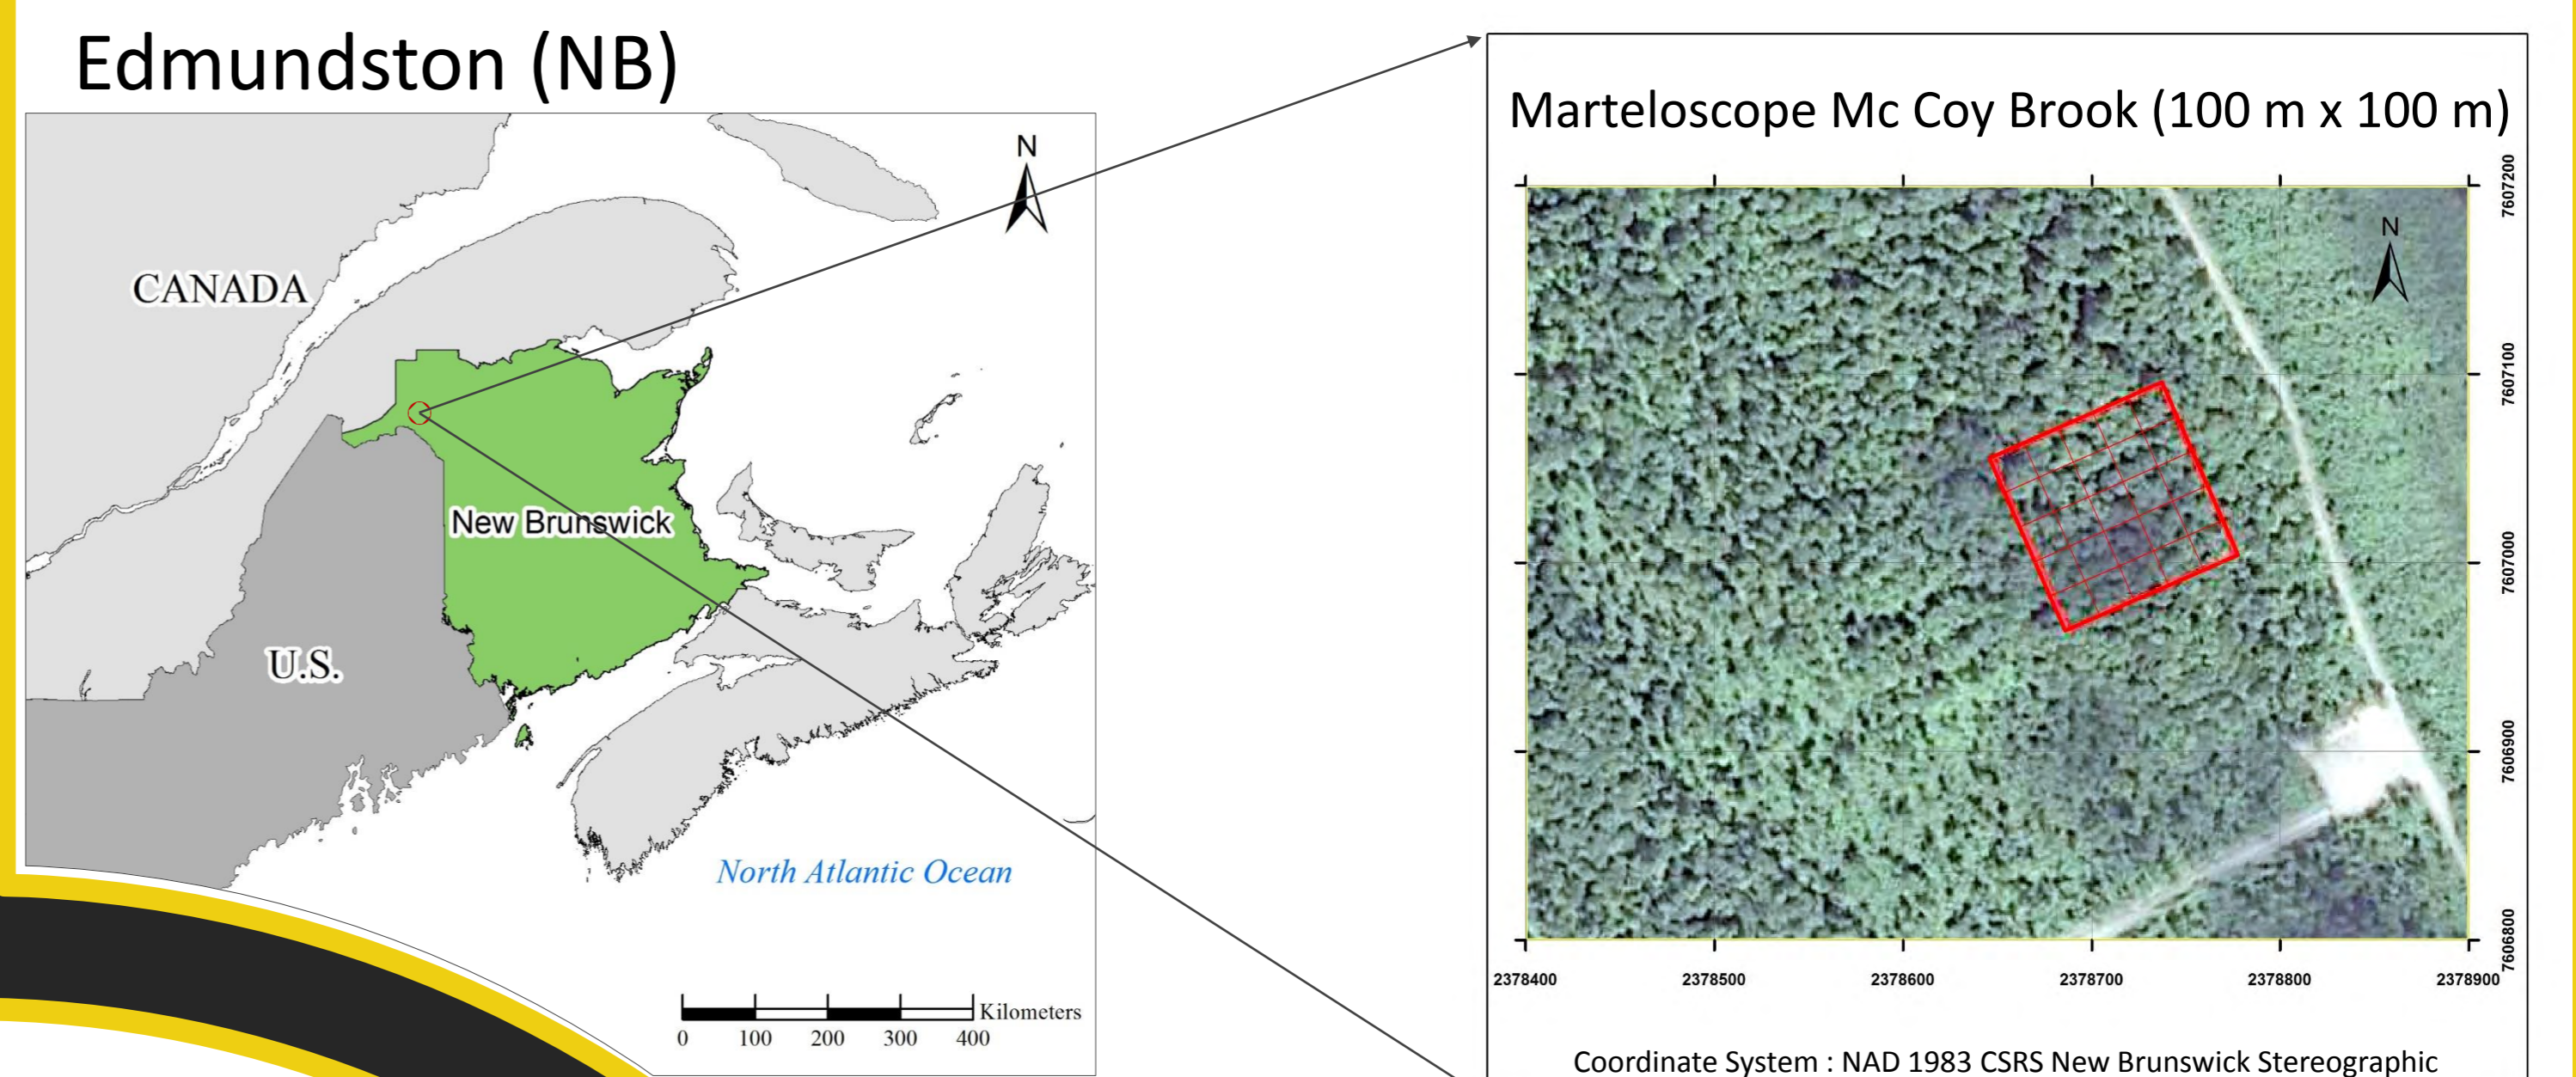 Edmundston (NB)
N
CANADA
New Brunswick
U.S.
North Atlantic Ocean
Kilometers
0 100 200 300 400
Marteloscope Mc Coy Brook (100 m x 100 m)
N
7607200
7607100
7607000
7606900
7606800
2378400 2378500 2378600 2378700 2378800 2378900
Coordinate System : NAD 1983 CSRS New Brunswick Stereographic